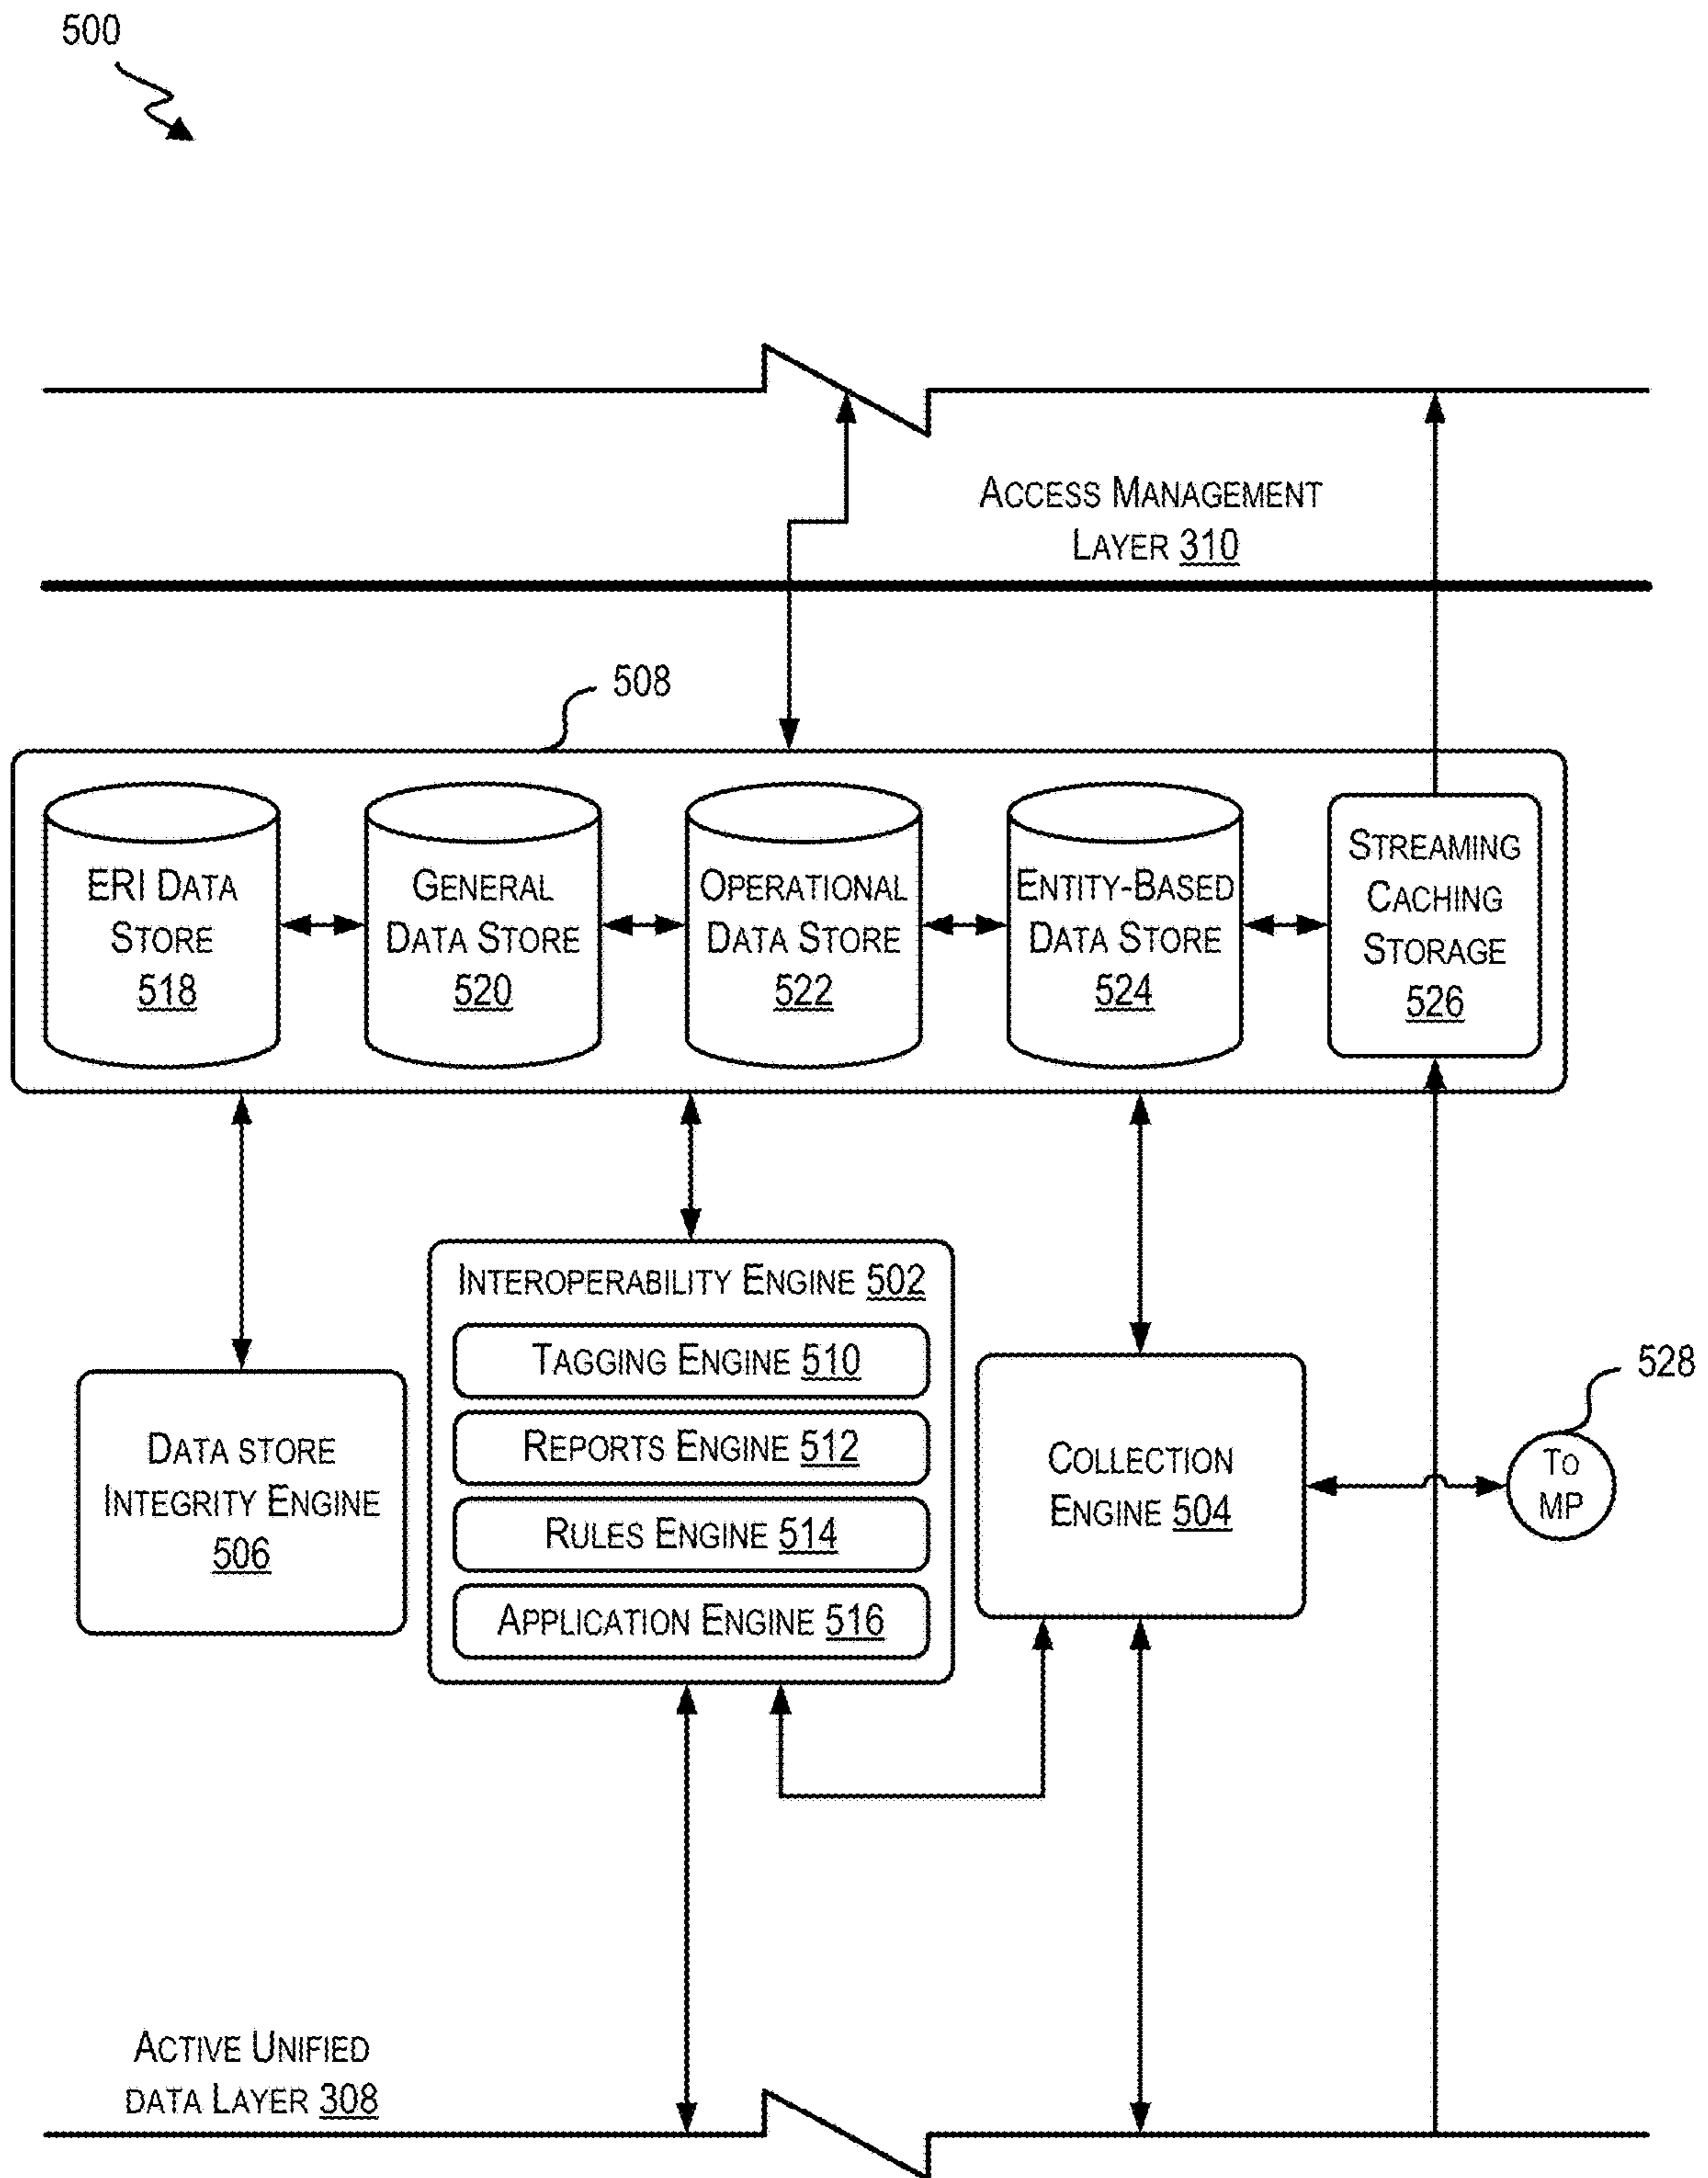 500
ACCESS MANAGEMENT
LAYER 310
508
ERI DATA
STORE
518
GENERAL
DATA STORE
520
OPERATIONAL
DATA STORE
522
ENTITY-BASED
DATA STORE
524
STREAMING
CACHING
STORAGE
526
INTEROPERABILITY ENGINE 502
TAGGING ENGINE 510
REPORTS ENGINE 512
RULES ENGINE 514
APPLICATION ENGINE 516
DATA STORE
INTEGRITY ENGINE
506
COLLECTION
ENGINE 504
528
TO
MP
ACTIVE UNIFIED
DATA LAYER 308